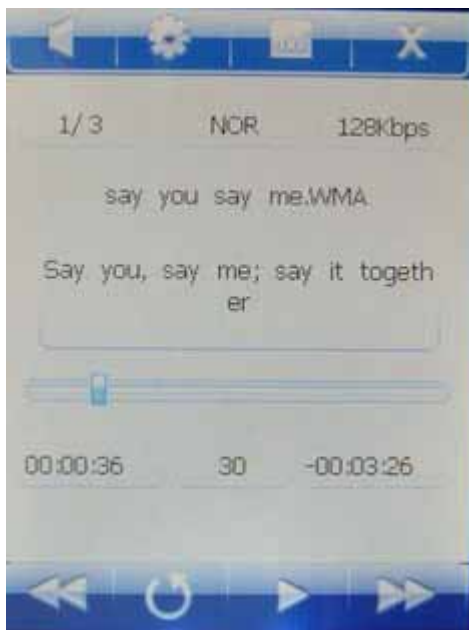 X
1/3 NOR 128Kbps
say you say me.WMA
Say you, say me; say it togeth
er
00:00:36 30 -00:03:26